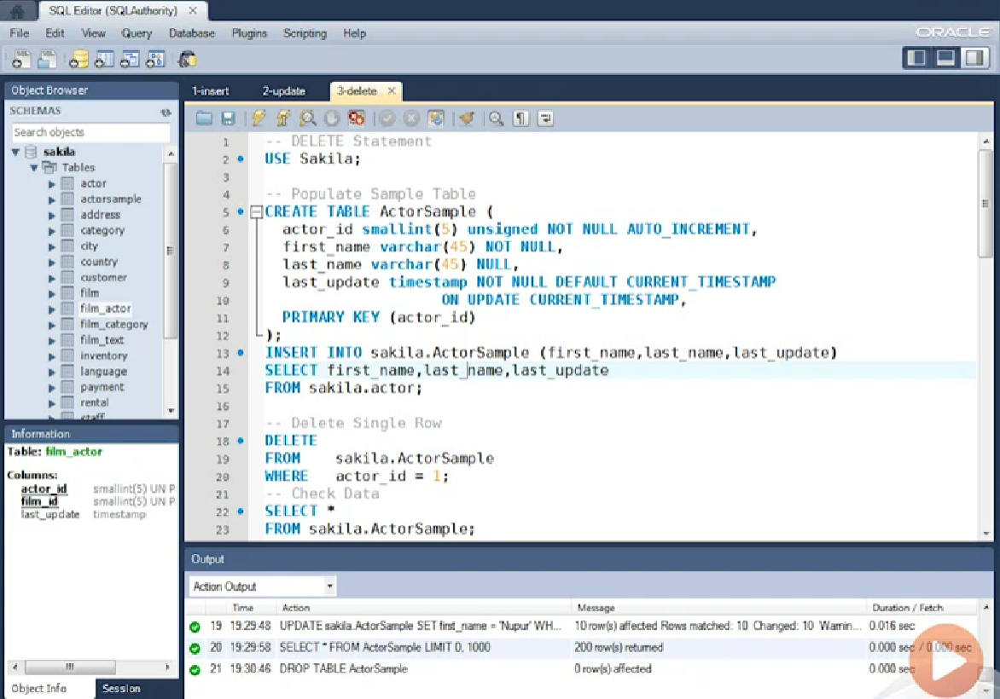 SQL Editor (SQLAuthority) ×
File Edit View Query Database Plugins Scripting Help
ORACLE
Object Browser
SCHEMAS
Search objects
sakila
Tables
actor
actorsample
address
category
city
country
customer
film
film_actor
film_category
film_text
inventory
language
payment
rental
staff
Information
Table: film_actor
Columns:
actor_id smallint(5) UN P
film_id smallint(5) UN P
last_update timestamp
Object Info Session
1-insert 2-update 3-delete ×
1 -- DELETE Statement
2 USE Sakila;
3
4 -- Populate Sample Table
5 CREATE TABLE ActorSample (
6 actor_id smallint(5) unsigned NOT NULL AUTO_INCREMENT,
7 first_name varchar(45) NOT NULL,
8 last_name varchar(45) NULL,
9 last_update timestamp NOT NULL DEFAULT CURRENT_TIMESTAMP
10 ON UPDATE CURRENT_TIMESTAMP,
11 PRIMARY KEY (actor_id)
12 );
13 INSERT INTO sakila.ActorSample (first_name,last_name,last_update)
14 SELECT first_name,last_name,last_update
15 FROM sakila.actor;
16
17 -- Delete Single Row
18 DELETE
19 FROM sakila.ActorSample
20 WHERE actor_id = 1;
21 -- Check Data
22 SELECT *
23 FROM sakila.ActorSample;
Output
Action Output
Time Action Message Duration / Fetch
19 19:29:48 UPDATE sakila.ActorSample SET first_name = 'Nupur' WH... 10 row(s) affected Rows matched: 10 Changed: 10 Warnin... 0.016 sec
20 19:29:58 SELECT * FROM ActorSample LIMIT 0, 1000 200 row(s) returned 0.000 sec / 0.000 sec
21 19:30:46 DROP TABLE ActorSample 0 row(s) affected 0.000 sec